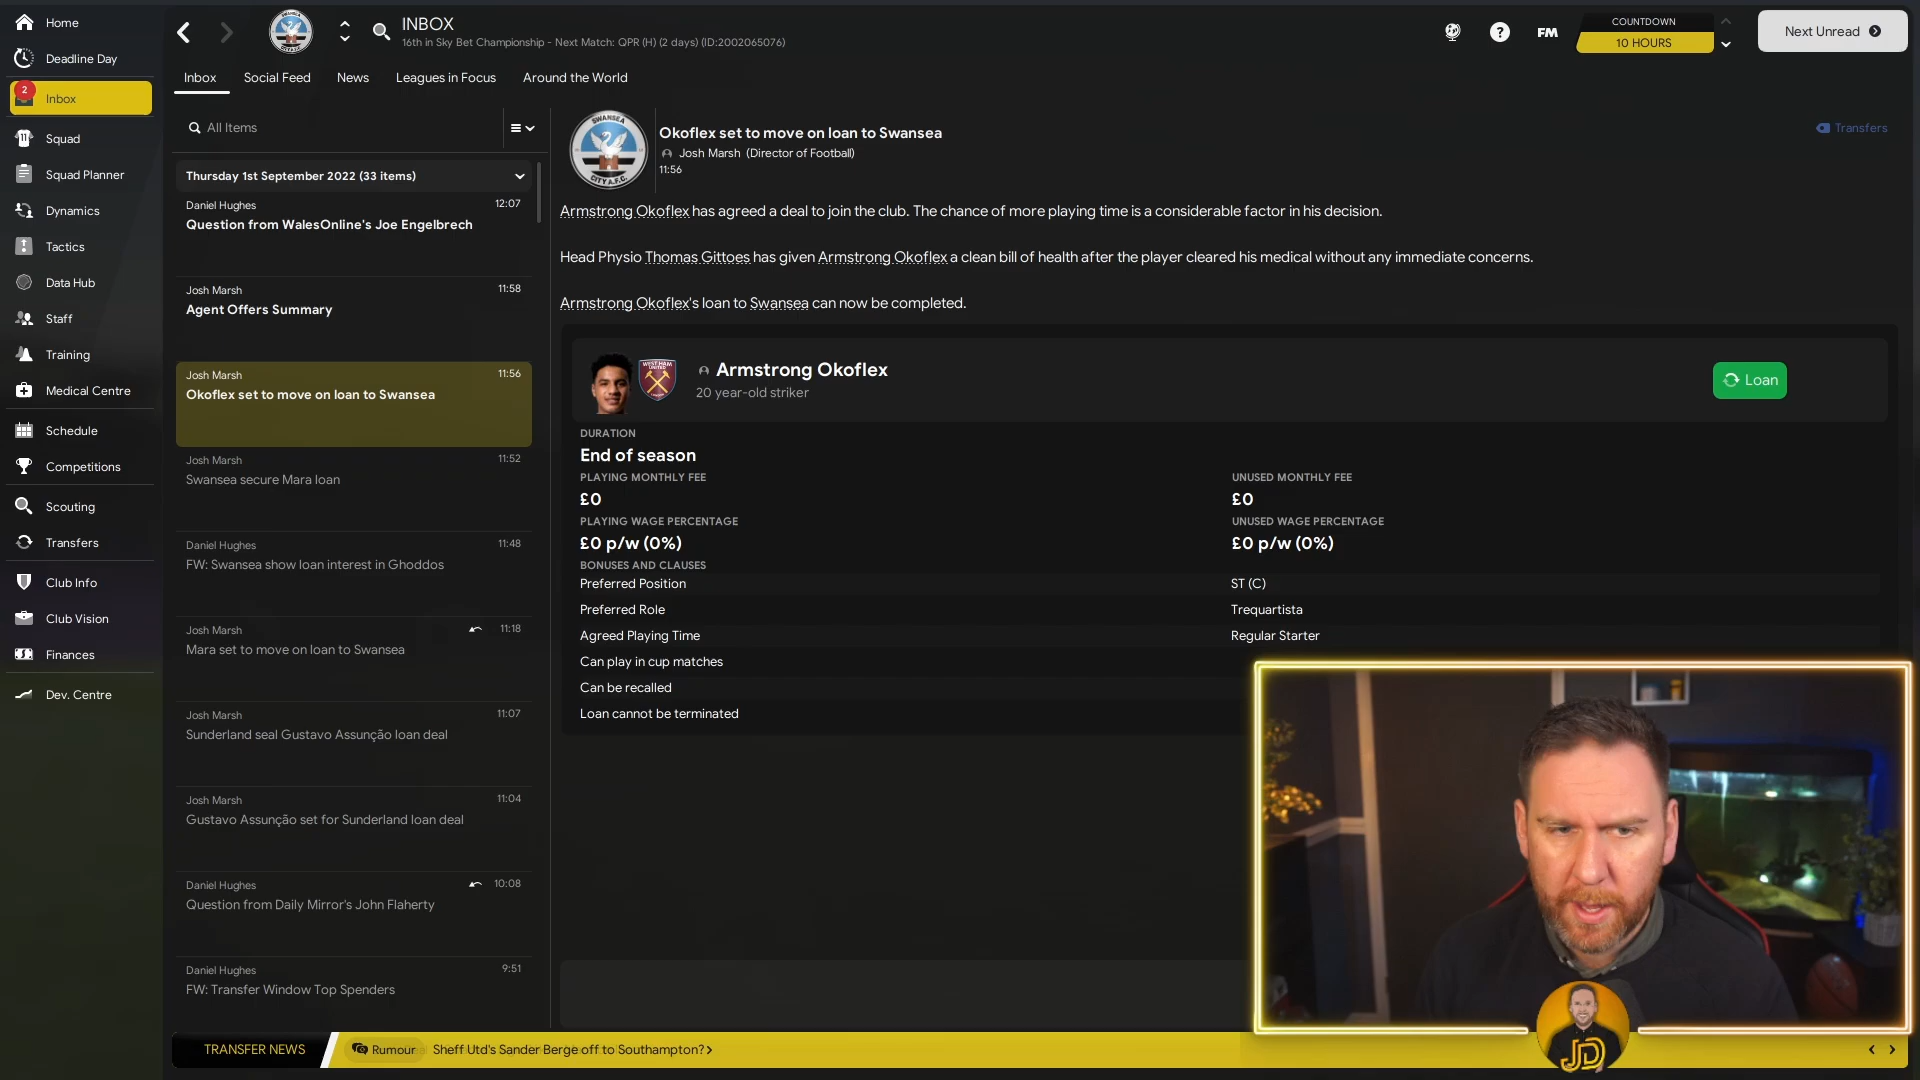 Home
Deadline Day
2
Inbox
Squad
Squad Planner
Dynamics
Tactics
Data Hub
Staff
Training
Medical Centre
Schedule
Competitions
Scouting
Transfers
Club Info
Club Vision
Finances
Dev. Centre
INBOX
16th in Sky Bet Championship - Next Match: QPR (H) (2 days) (ID:2002065076)
FM
COUNTDOWN
10 HOURS
Next Unread
Inbox
Social Feed
News
Leagues in Focus
Around the World
All Items
Thursday 1st September 2022 (33 items)
Daniel Hughes
12:07
Question from WalesOnline's Joe Engelbrech
Josh Marsh
11:58
Agent Offers Summary
Josh Marsh
11:56
Okoflex set to move on loan to Swansea
Josh Marsh
11:52
Swansea secure Mara loan
Daniel Hughes
11:48
FW: Swansea show loan interest in Ghoddos
Josh Marsh
11:18
Mara set to move on loan to Swansea
Josh Marsh
11:07
Sunderland seal Gustavo Assunção loan deal
Josh Marsh
11:04
Gustavo Assunção set for Sunderland loan deal
Daniel Hughes
10:08
Question from Daily Mirror's John Flaherty
Daniel Hughes
9:51
FW: Transfer Window Top Spenders
SWANSEA
CITY A.F.C.
Okoflex set to move on loan to Swansea
Josh Marsh (Director of Football)
11:56
Transfers
Armstrong Okoflex has agreed a deal to join the club. The chance of more playing time is a considerable factor in his decision.
Head Physio Thomas Gittoes has given Armstrong Okoflex a clean bill of health after the player cleared his medical without any immediate concerns.
Armstrong Okoflex's loan to Swansea can now be completed.
Armstrong Okoflex
20 year-old striker
Loan
DURATION
End of season
PLAYING MONTHLY FEE
£0
UNUSED MONTHLY FEE
£0
PLAYING WAGE PERCENTAGE
£0 p/w (0%)
UNUSED WAGE PERCENTAGE
£0 p/w (0%)
BONUSES AND CLAUSES
Preferred Position
ST (C)
Preferred Role
Trequartista
Agreed Playing Time
Regular Starter
Can play in cup matches
Can be recalled
Loan cannot be terminated
JD
TRANSFER NEWS
Rumour
Sheff Utd's Sander Berge off to Southampton?